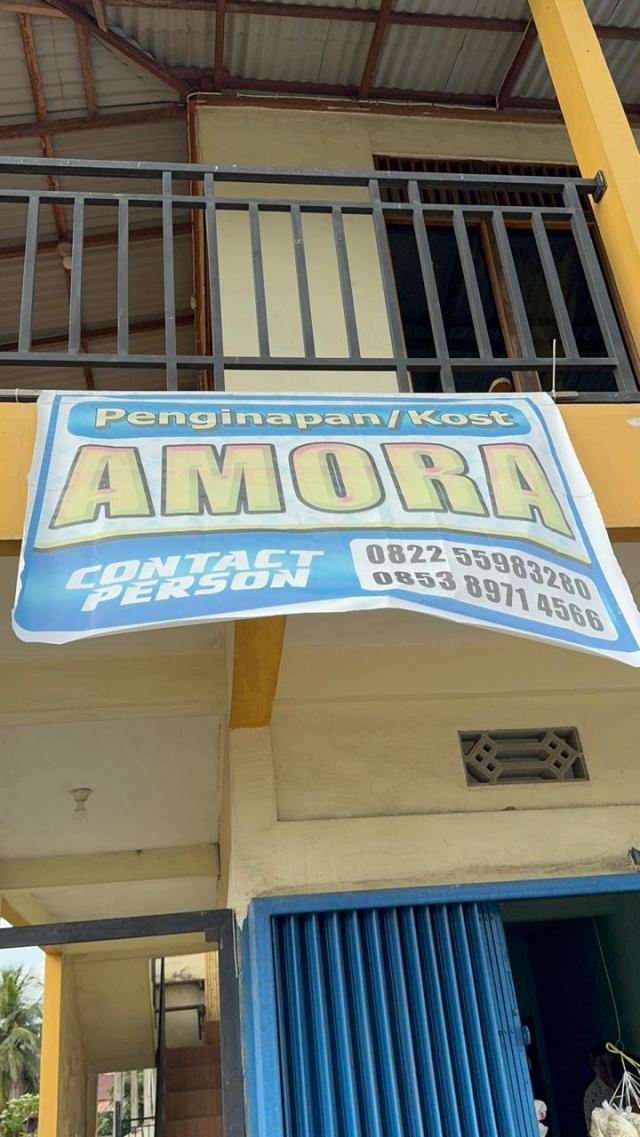 Penginapan/Kost
AMORA
CONTACT
PERSON
0822 55983280
0853 8971 4566